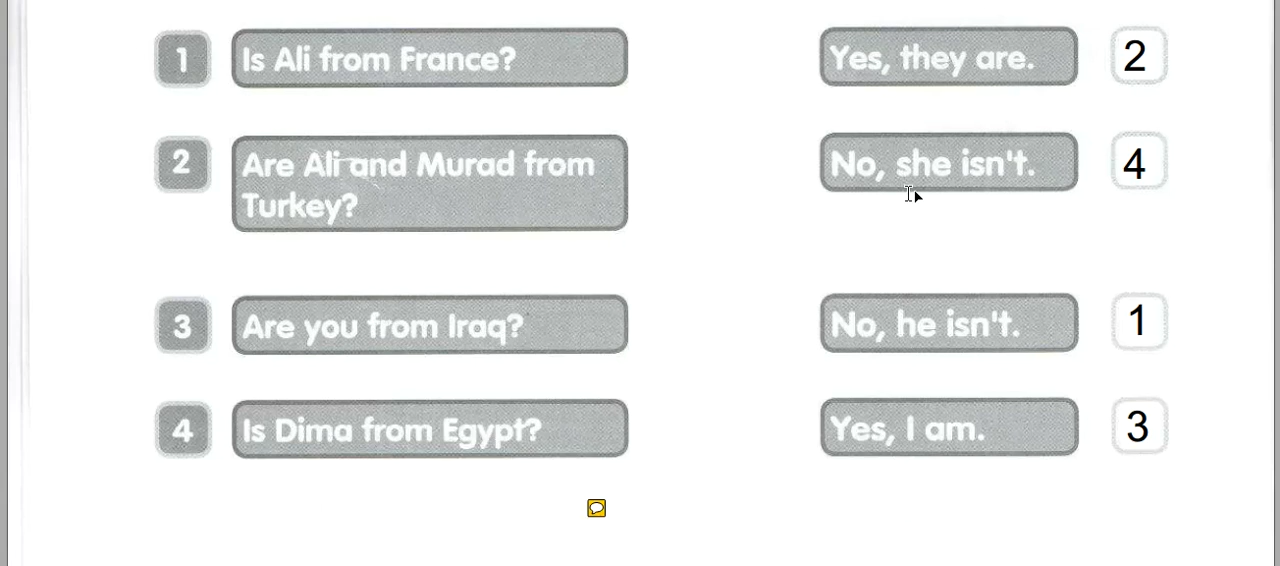 1 Is Ali from France? Yes, they are. 2
2 Are Ali and Murad from
Turkey? No, she isn't. 4
3 Are you from Iraq? No, he isn't. 1
4 Is Dima from Egypt? Yes, I am. 3